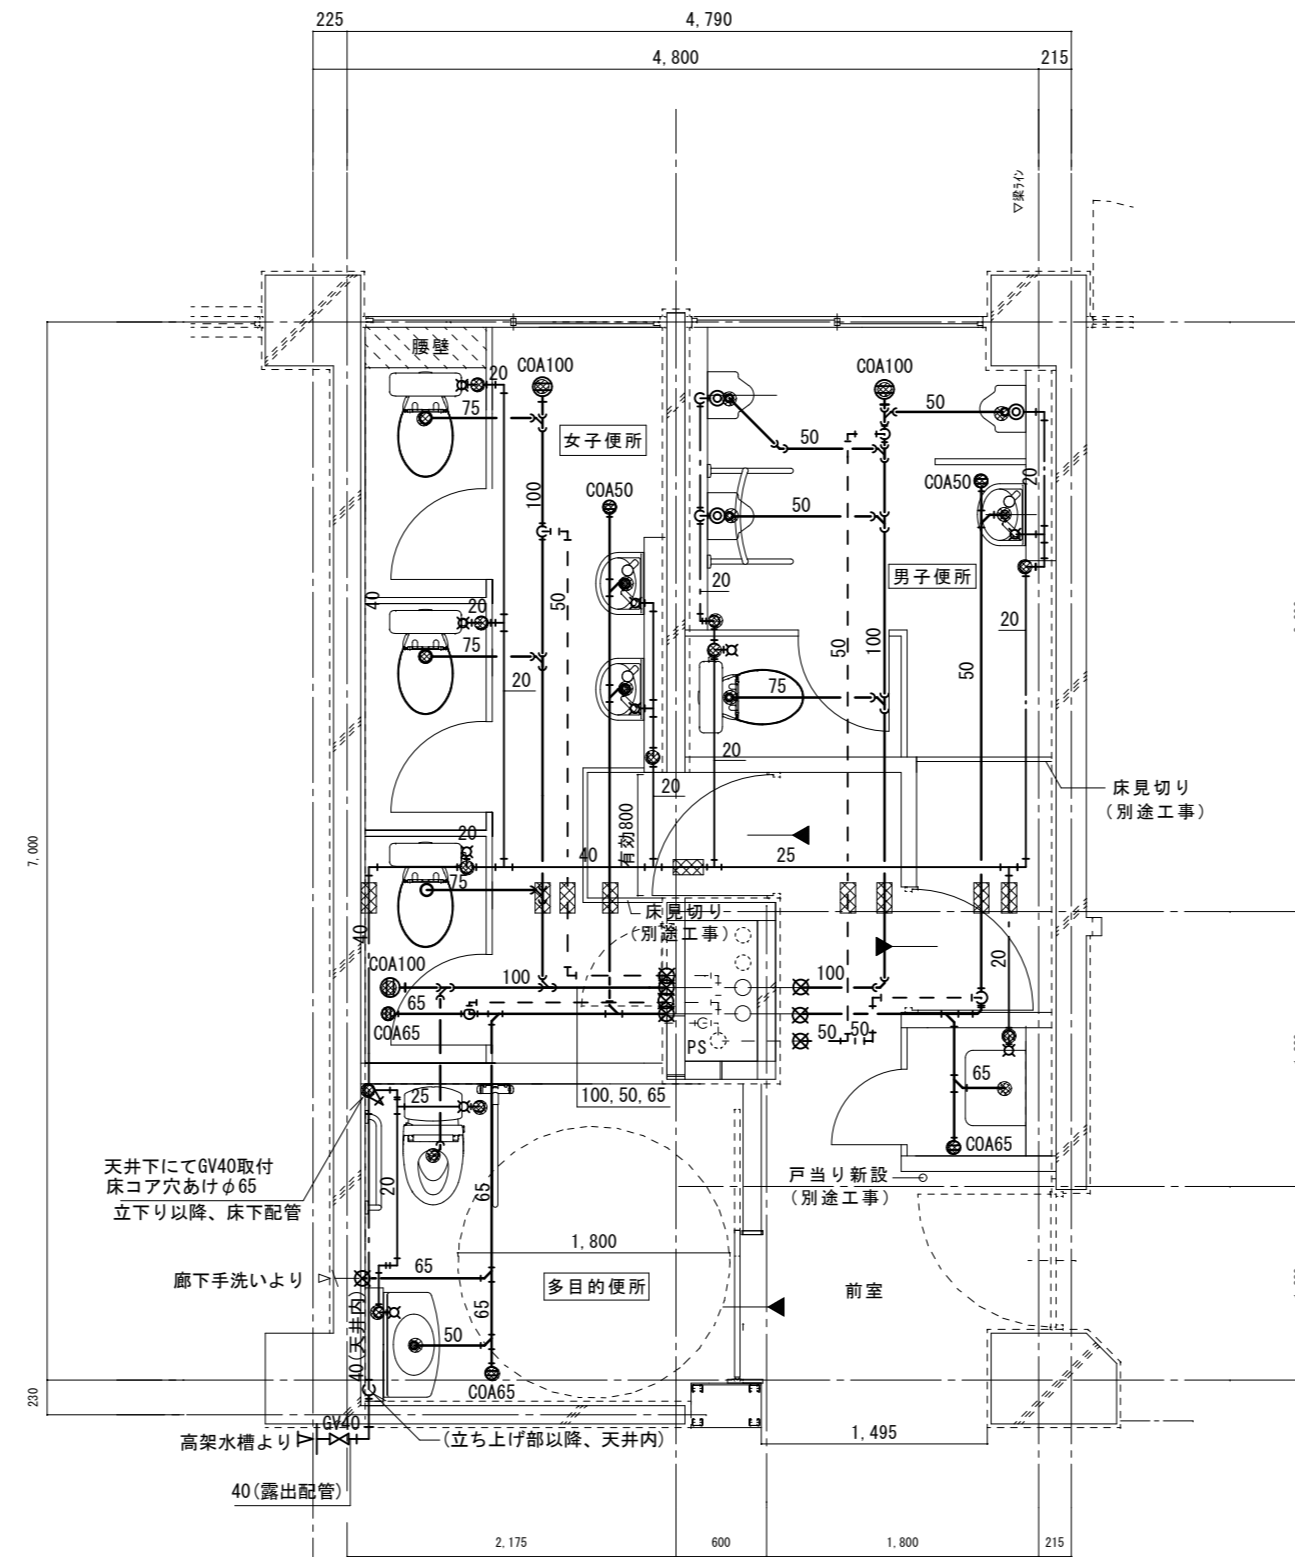 225
4,790
4,800
215
▽梁ライン
腰壁
20
COA100
COA100
75
女子便所
50
50
COA50
COA50
100
20
50
男子便所
20
40
50
20
20
75
50
100
50
75
20
20
20
床見切り
(別途工事)
7,000
有効800
20
40
25
75
床見切り
(別途工事)
40
COA100
100
100
20
65
COA65
50
50
PS
65
25
100,50,65
COA65
天井下にてGV40取付
床コア穴あけφ65
立下り以降、床下配管
20
65
戸当り新設
(別途工事)
1,800
廊下手洗いより
65
多目的便所
前室
65
40(天井内)
50
COA65
230
GV40
高架水槽より
(立ち上げ部以降、天井内)
1,495
40(露出配管)
2,175
600
1,800
215